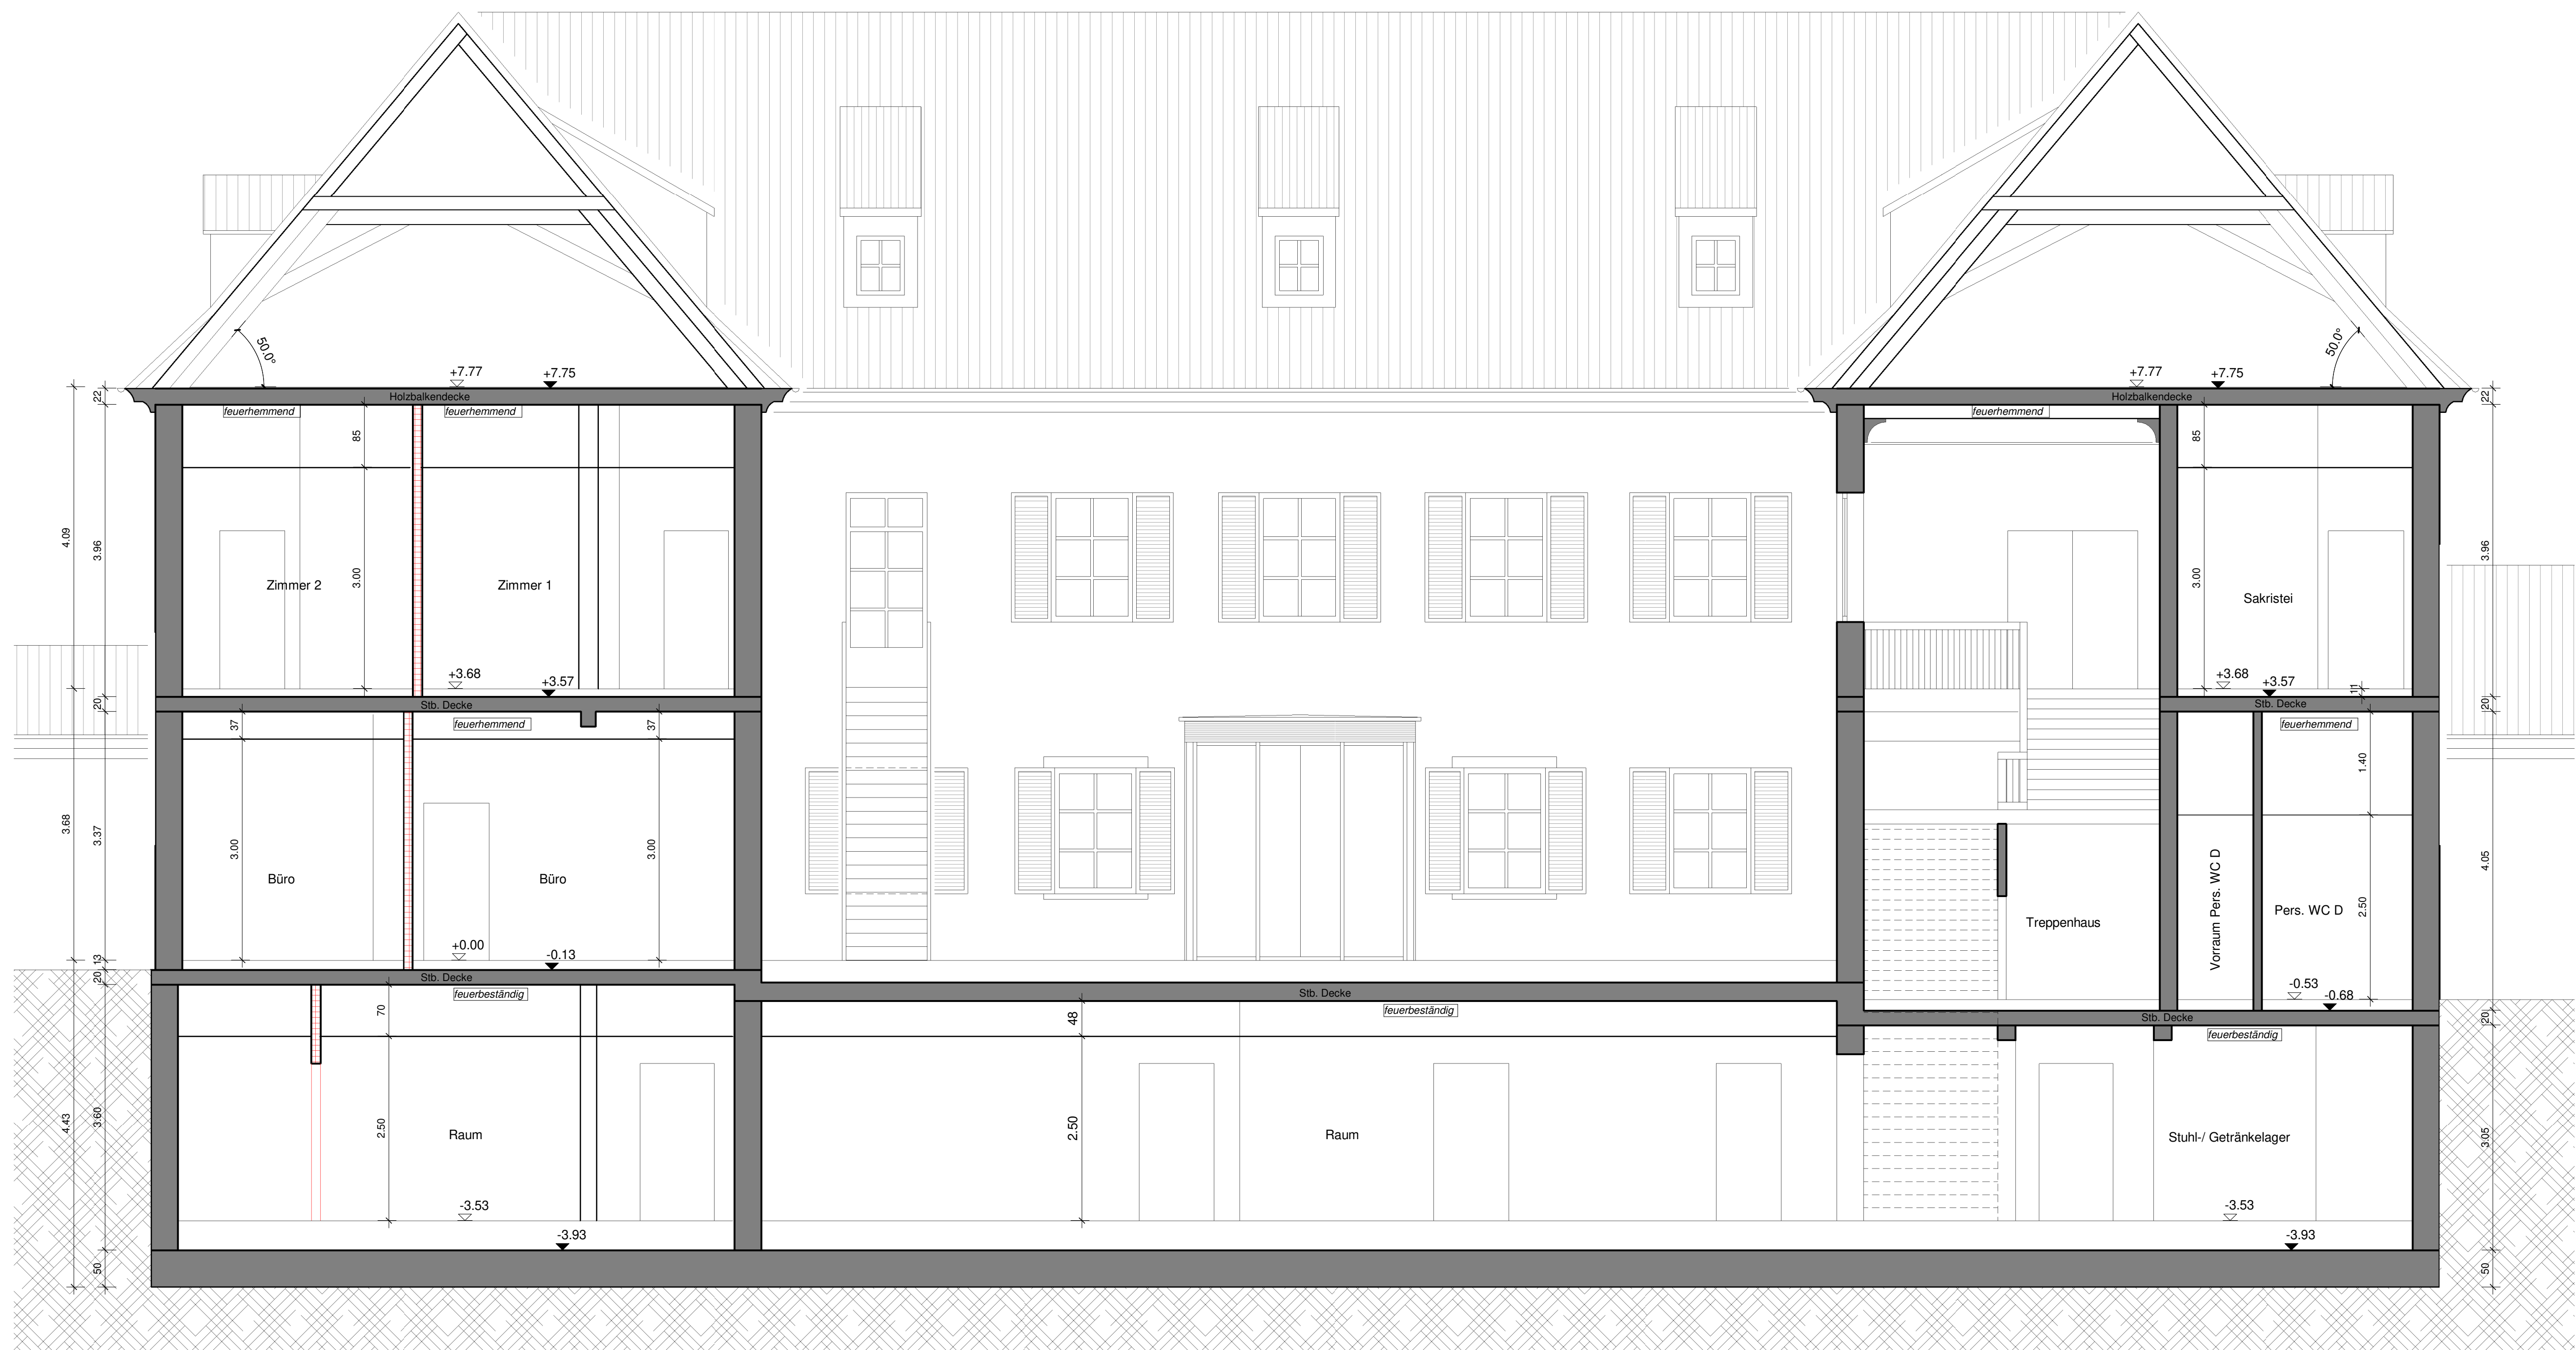 50.0°
50.0°
+7.77
+7.75
+7.77
+7.75
22
Holzbalkendecke
Holzbalkendecke
22
feuerhemmend
feuerhemmend
feuerhemmend
85
85
4.09
3.96
3.96
Zimmer 2
3.00
Zimmer 1
3.00
Sakristei
+3.68
+3.57
+3.68
+3.57
11
20
Stb. Decke
Stb. Decke
20
37
feuerhemmend
37
feuerhemmend
1.40
3.68
3.37
3.00
3.00
4.05
Büro
Büro
Treppenhaus
Vorraum Pers. WC D
Pers. WC D
2.50
+0.00
-0.13
13
20
Stb. Decke
-0.53
-0.68
feuerbeständig
Stb. Decke
70
48
feuerbeständig
Stb. Decke
20
feuerbeständig
4.43
3.60
2.50
Raum
2.50
Raum
Stuhl-/ Getränkelager
3.05
-3.53
-3.53
-3.93
-3.93
50
50